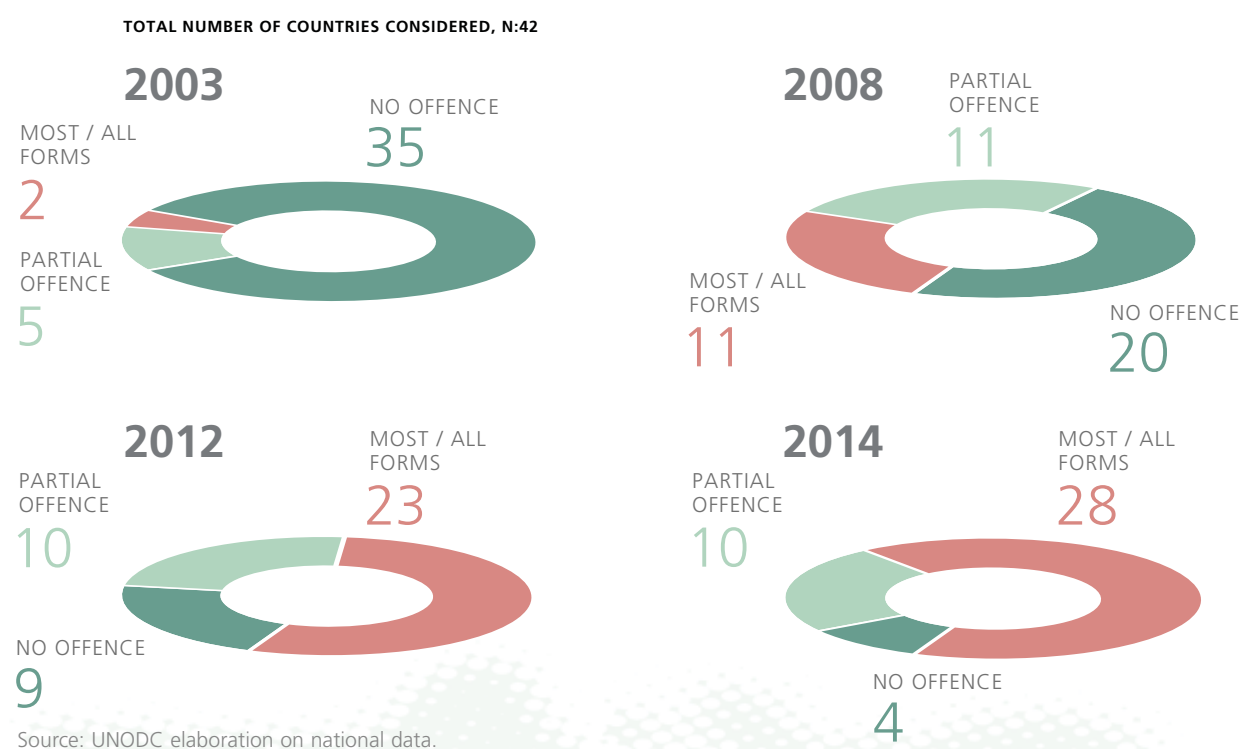 TOTAL NUMBER OF COUNTRIES CONSIDERED, N:42
2003
NO OFFENCE
35
MOST / ALL
FORMS
2
PARTIAL
OFFENCE
5
2008
PARTIAL
OFFENCE
11
MOST / ALL
FORMS
11
NO OFFENCE
20
2012
MOST / ALL
FORMS
23
PARTIAL
OFFENCE
10
NO OFFENCE
9
2014
MOST / ALL
FORMS
28
PARTIAL
OFFENCE
10
NO OFFENCE
4
Source: UNODC elaboration on national data.